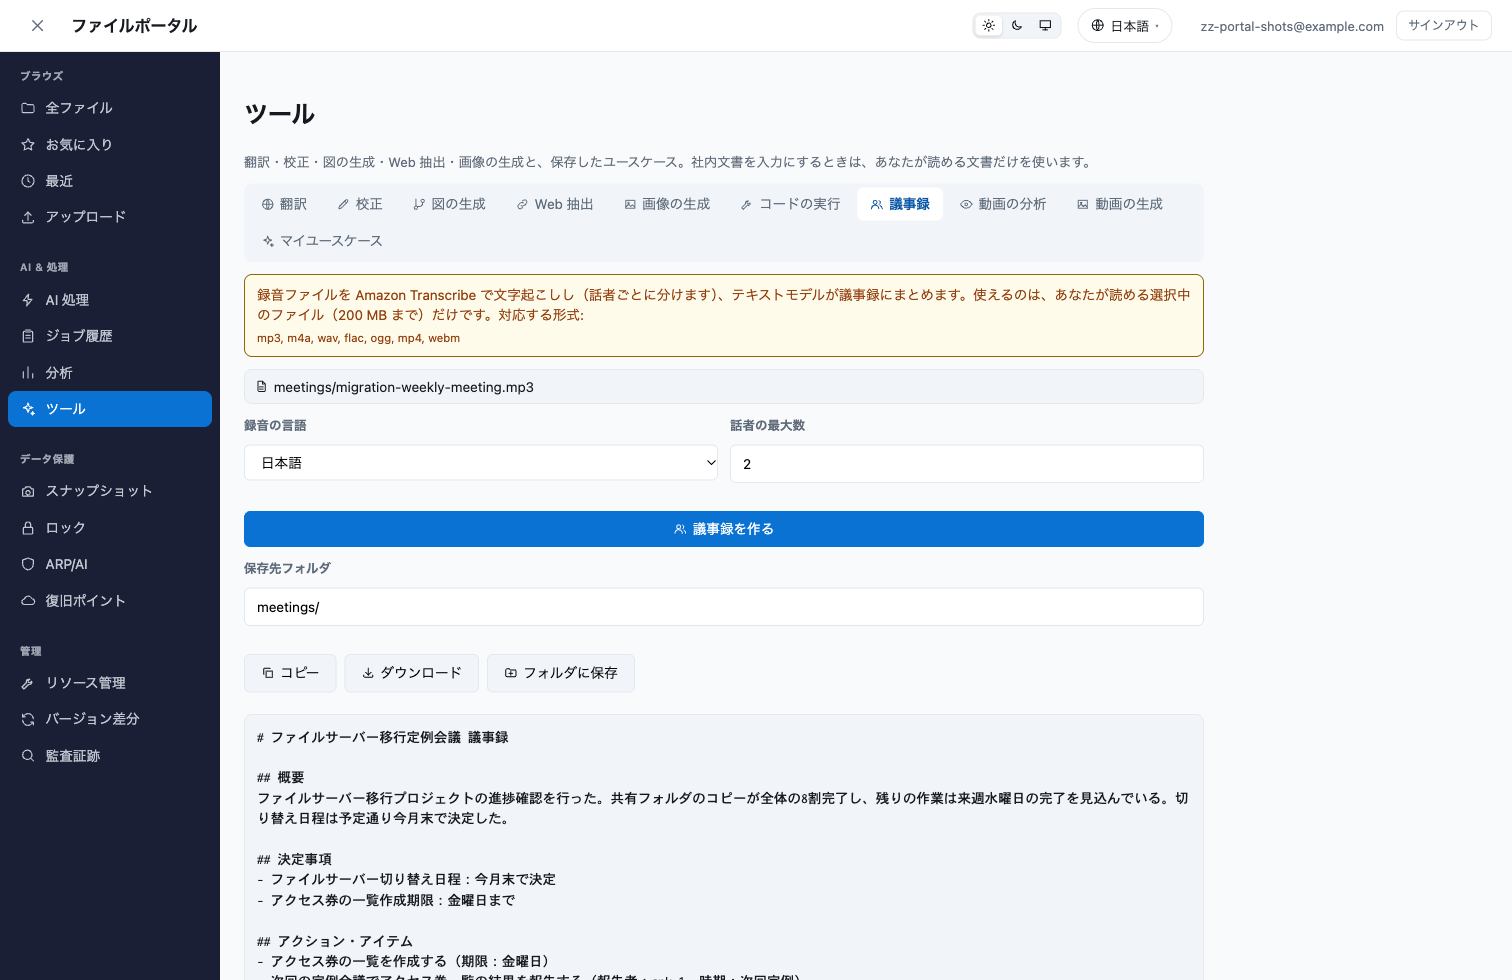 ファイルポータル
日本語
zz-portal-shots@example.com
サインアウト
ブラウズ
全ファイル
お気に入り
最近
アップロード
AI & 処理
AI 処理
ジョブ履歴
分析
ツール
データ保護
スナップショット
ロック
ARP/AI
復旧ポイント
管理
リソース管理
バージョン差分
監査証跡
ツール
翻訳・校正・図の生成・Web 抽出・画像の生成と、保存したユースケース。社内文書を入力にするときは、あなたが読める文書だけを使います。
翻訳 校正 図の生成 Web 抽出 画像の生成 コードの実行 議事録 動画の分析 動画の生成
マイユースケース
録音ファイルを Amazon Transcribe で文字起こしし（話者ごとに分けます）、テキストモデルが議事録にまとめます。使えるのは、あなたが読める選択中
のファイル（200 MB まで）だけです。対応する形式:
mp3, m4a, wav, flac, ogg, mp4, webm
meetings/migration-weekly-meeting.mp3
録音の言語 話者の最大数
日本語 2
議事録を作る
保存先フォルダ
meetings/
コピー ダウンロード フォルダに保存
# ファイルサーバー移行定例会議 議事録
## 概要
ファイルサーバー移行プロジェクトの進捗確認を行った。共有フォルダのコピーが全体の8割完了し、残りの作業は来週水曜日の完了を見込んでいる。切
り替え日程は予定通り今月末で決定した。
## 決定事項
- ファイルサーバー切り替え日程：今月末で決定
- アクセス券の一覧作成期限：金曜日まで
## アクション・アイテム
- アクセス券の一覧を作成する（期限：金曜日）